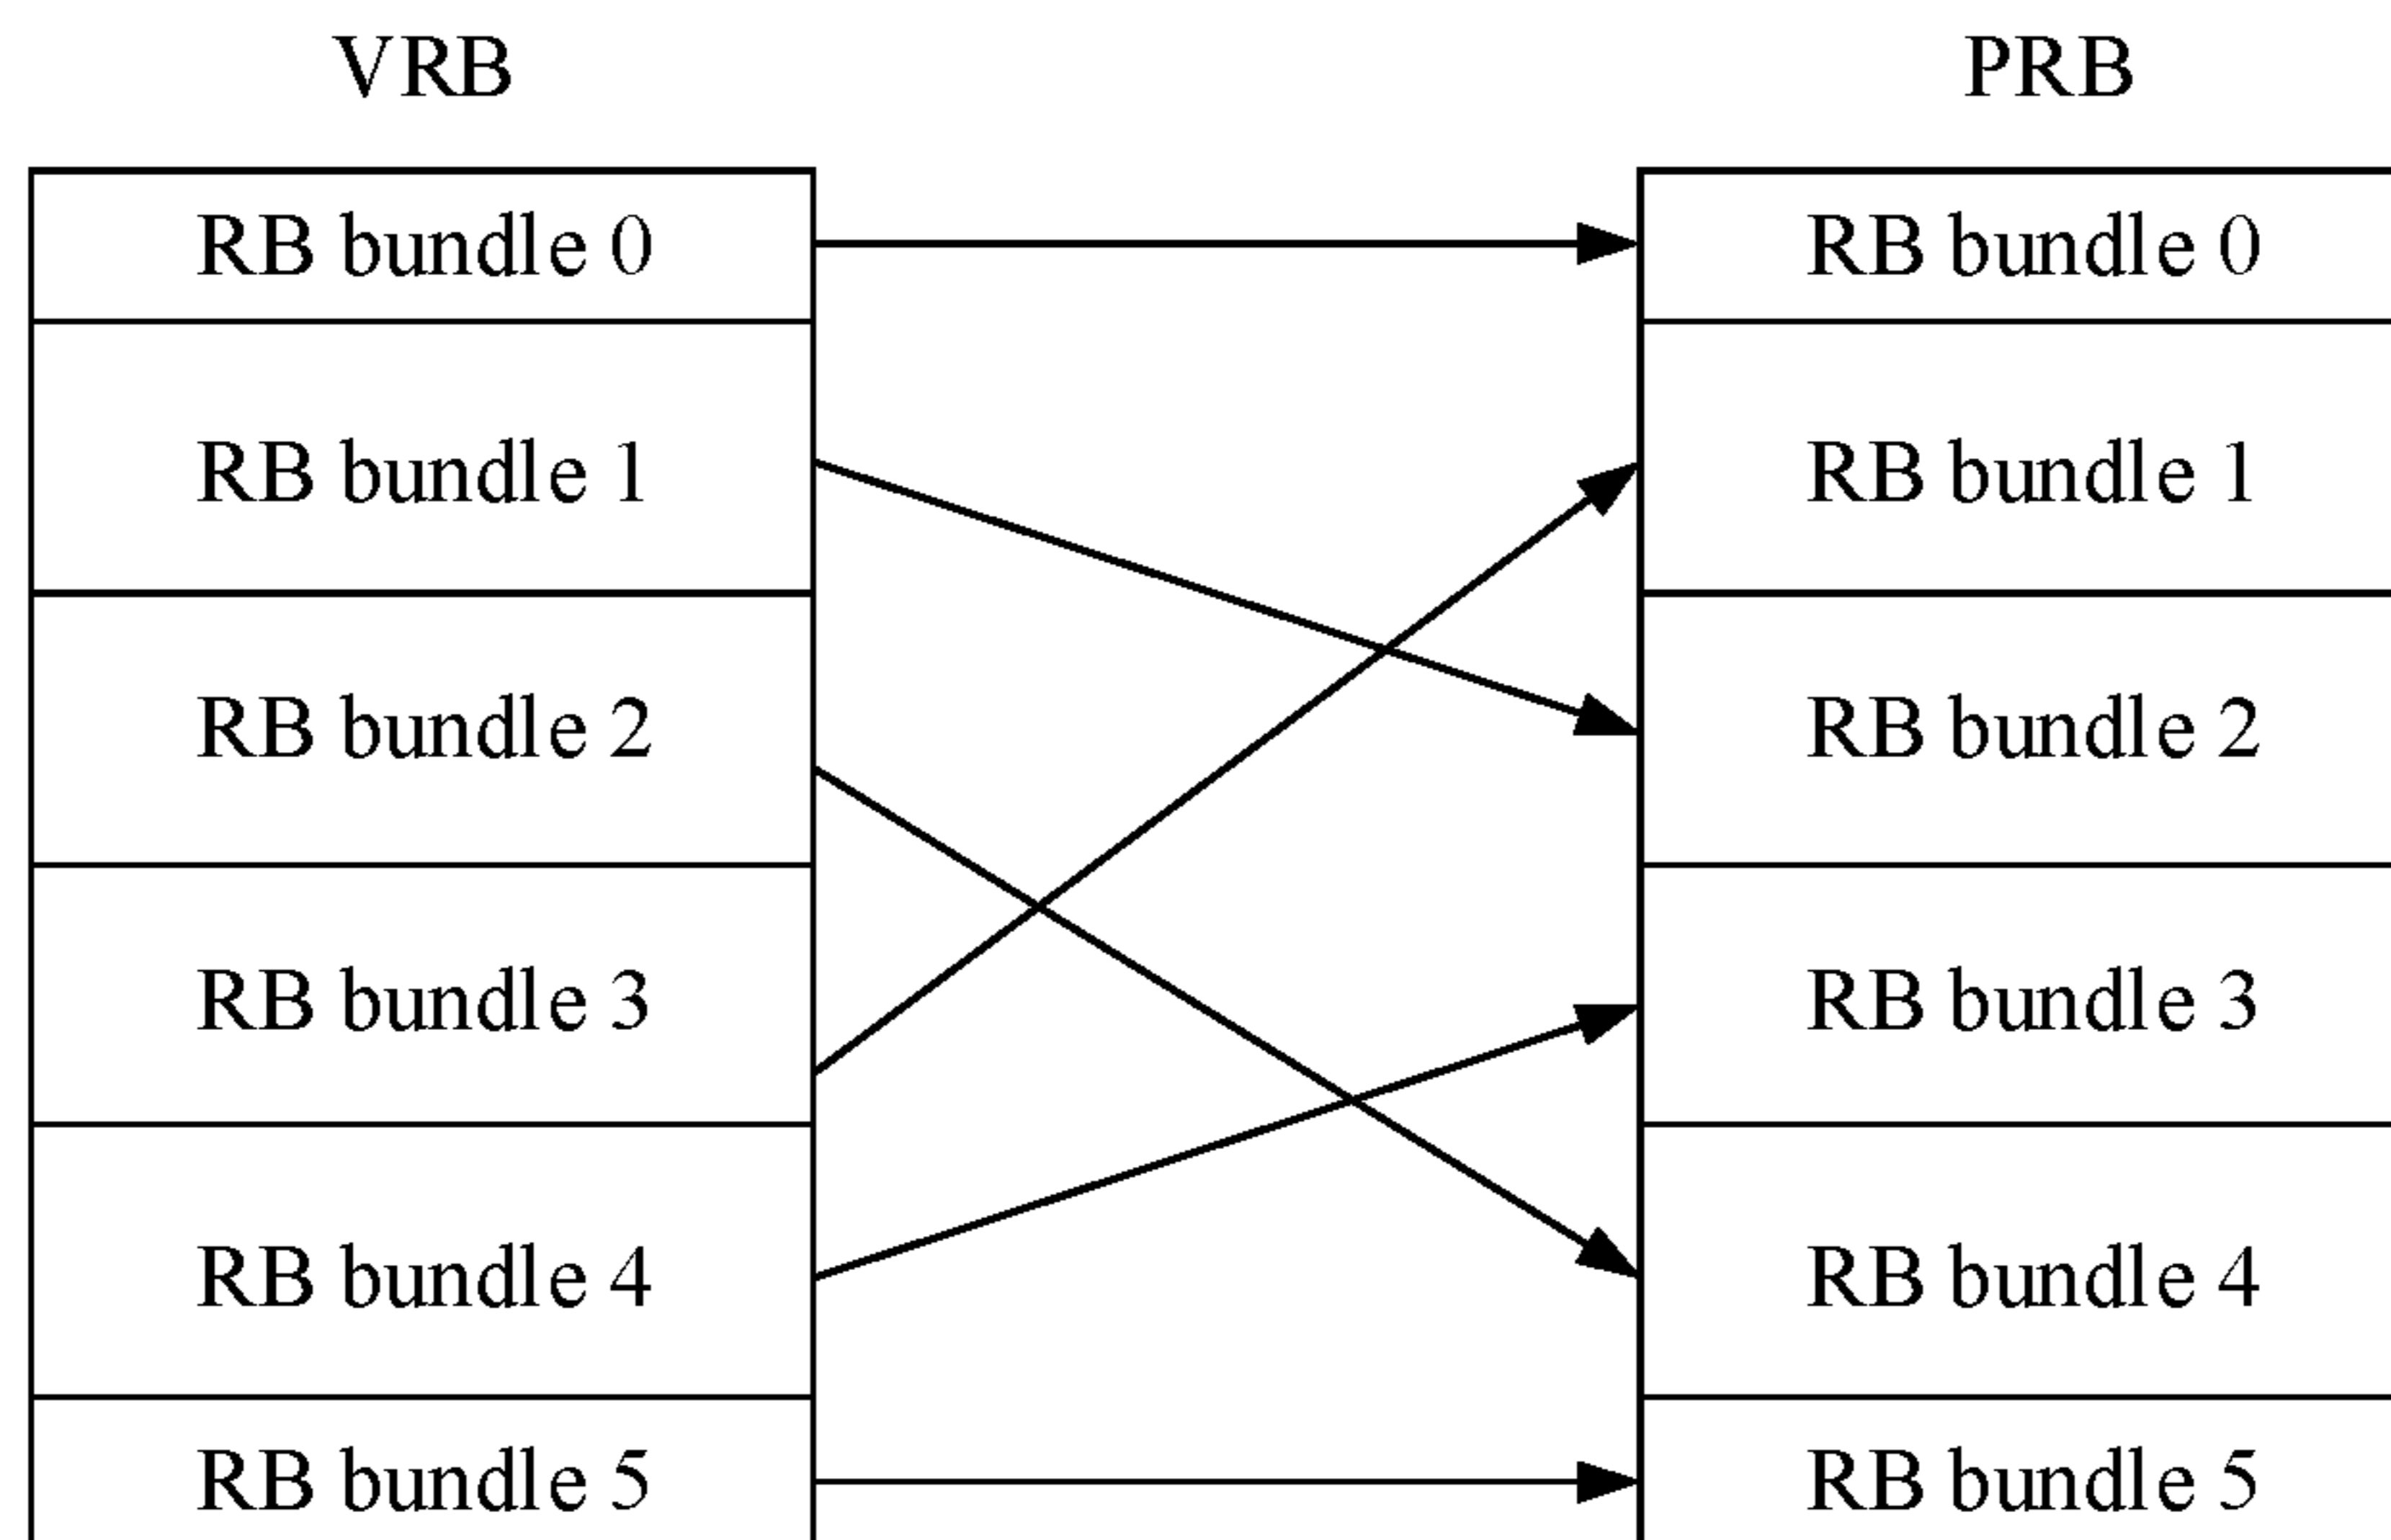 VRB PRB
RB bundle 0 RB bundle 0
RB bundle 1 RB bundle 1
RB bundle 2 RB bundle 2
RB bundle 3 RB bundle 3
RB bundle 4 RB bundle 4
RB bundle 5 RB bundle 5